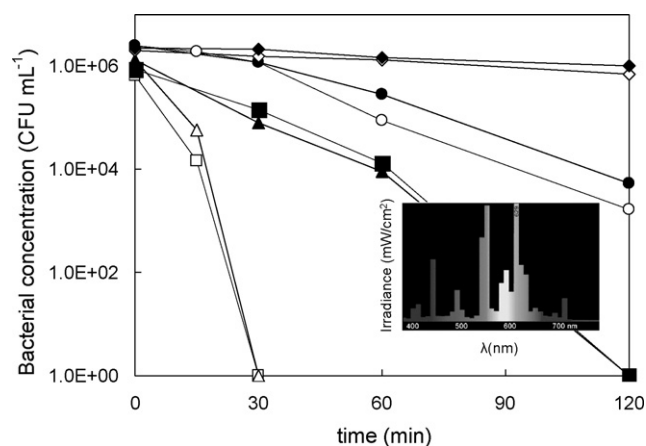 Bacterial concentration (CFU mL⁻¹)
1.0E+06
1.0E+04
1.0E+02
1.0E+00
0 30 60 90 120
time (min)
Irradiance (mW/cm²)
400 500 600 700 nm
λ(nm)